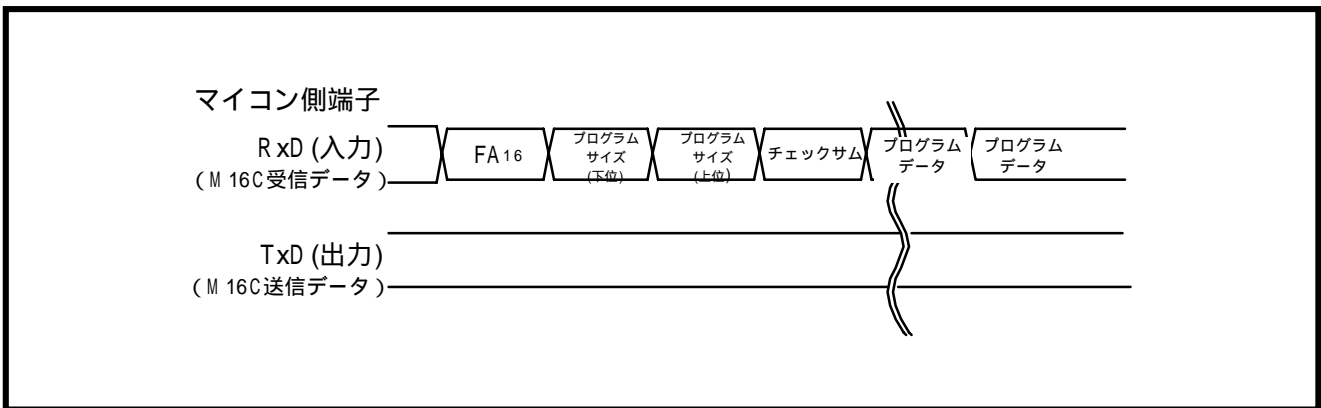 マイコン側端子
RxD (入力)
(M16C受信データ)
FA16
プログラム
サイズ
(下位)
プログラム
サイズ
(上位)
チェックサム
プログラム
データ
プログラム
データ
TxD (出力)
(M16C送信データ)